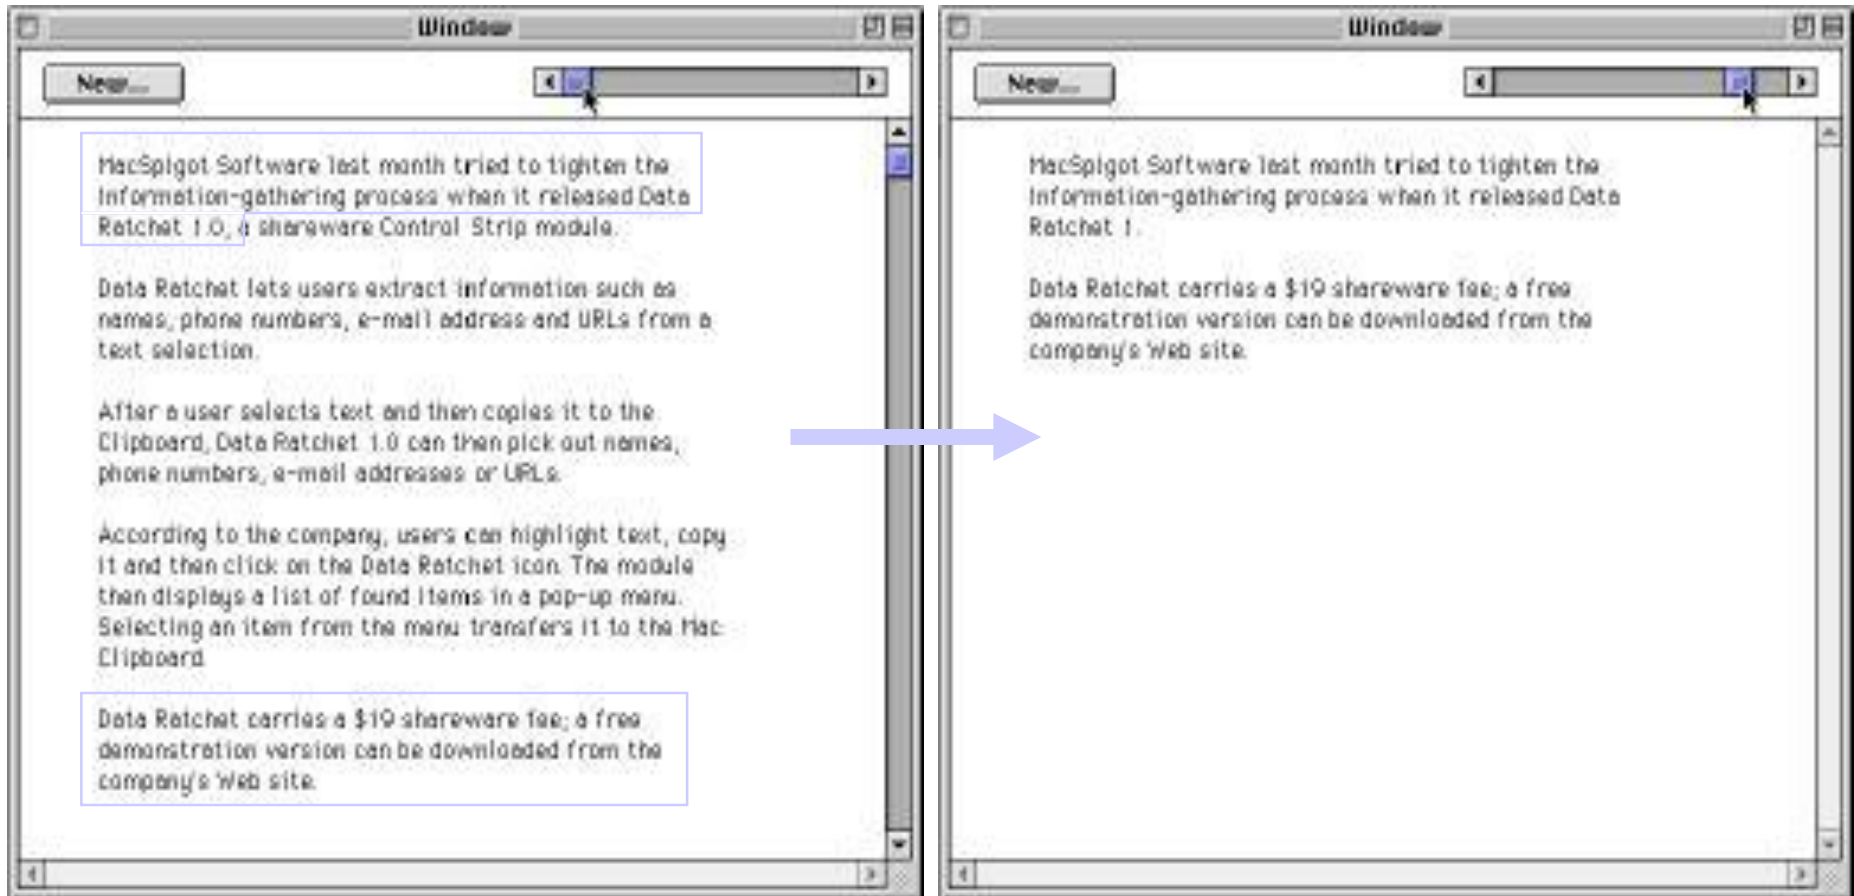 Window
New...
MacSpigot Software last month tried to tighten the
information-gathering process when it released Data
Ratchet 1.0, a shareware Control Strip module.
Data Ratchet lets users extract information such as
names, phone numbers, e-mail address and URLs from a
text selection.
After a user selects text and then copies it to the
Clipboard, Data Ratchet 1.0 can then pick out names,
phone numbers, e-mail addresses or URLs.
According to the company, users can highlight text, copy
it and then click on the Data Ratchet icon. The module
then displays a list of found items in a pop-up menu.
Selecting an item from the menu transfers it to the Mac
Clipboard.
Data Ratchet carries a $19 shareware fee; a free
demonstration version can be downloaded from the
company's Web site.
Window
New...
MacSpigot Software last month tried to tighten the
information-gathering process when it released Data
Ratchet 1.
Data Ratchet carries a $19 shareware fee; a free
demonstration version can be downloaded from the
company's Web site.